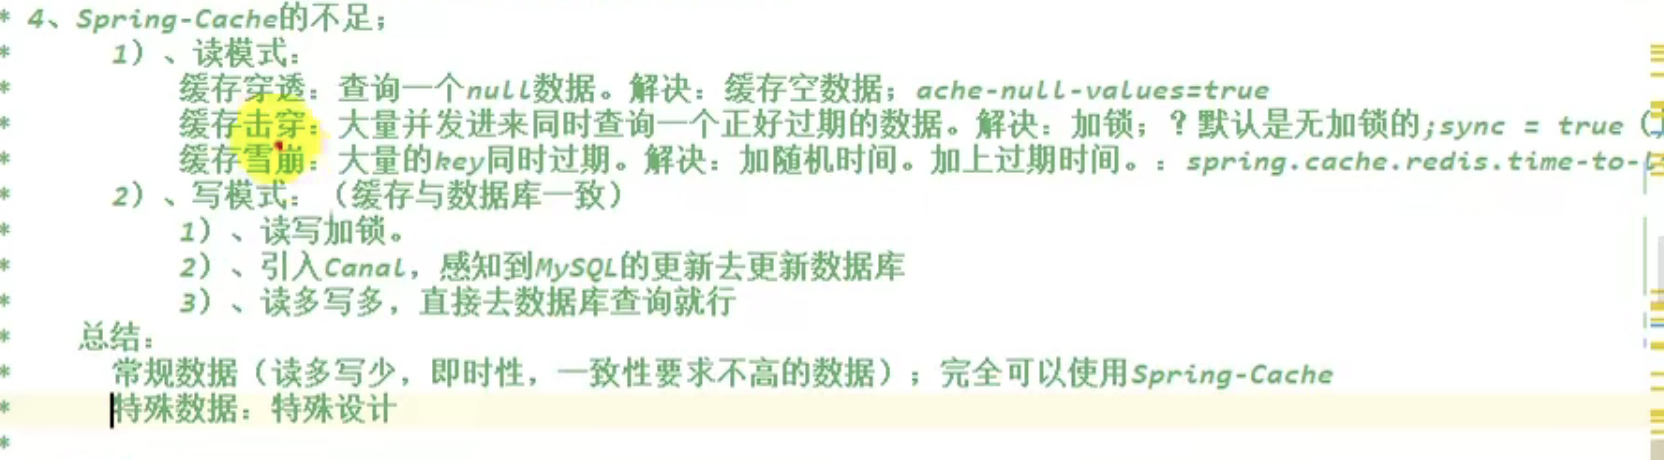 * 4、Spring-Cache的不足；
* 1）、读模式：
* 缓存穿透：查询一个null数据。解决：缓存空数据；ache-null-values=true
* 缓存击穿：大量并发进来同时查询一个正好过期的数据。解决：加锁；？默认是无加锁的;sync = true（
* 缓存雪崩：大量的key同时过期。解决：加随机时间。加上过期时间。：spring.cache.redis.time-to-
* 2）、写模式：（缓存与数据库一致）
* 1）、读写加锁。
* 2）、引入Canal，感知到MySQL的更新去更新数据库
* 3）、读多写多，直接去数据库查询就行
* 总结：
* 常规数据（读多写少，即时性，一致性要求不高的数据）；完全可以使用Spring-Cache
* 特殊数据：特殊设计
*